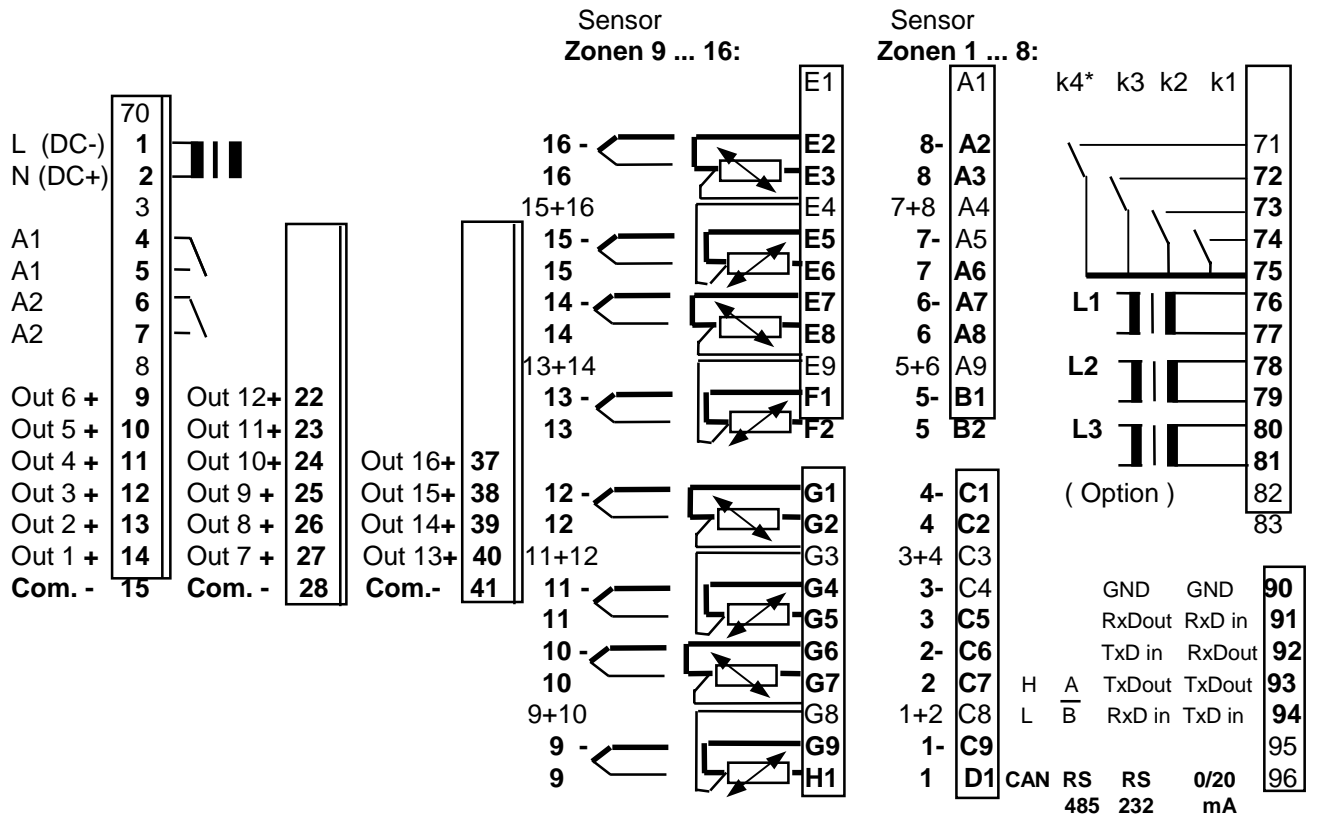 Sensor Sensor
Zonen 9 ... 16: Zonen 1 ... 8:
E1 A1 k4* k3 k2 k1
70
L (DC-) 1 16 - E2 8- A2 71
N (DC+) 2 16 E3 8 A3 72
3 15+16 E4 7+8 A4 73
A1 4 15 - E5 7- A5 74
A1 5 15 E6 7 A6 75
A2 6 14 - E7 6- A7 L1 76
A2 7 14 E8 6 A8 77
8 13+14 E9 5+6 A9 L2 78
Out 6 + 9 Out 12+ 22 13 - F1 5- B1 79
Out 5 + 10 Out 11+ 23 13 F2 5 B2 L3 80
Out 4 + 11 Out 10+ 24 Out 16+ 37 81
Out 3 + 12 Out 9 + 25 Out 15+ 38 12 - G1 4- C1 ( Option ) 82
Out 2 + 13 Out 8 + 26 Out 14+ 39 12 G2 4 C2 83
Out 1 + 14 Out 7 + 27 Out 13+ 40 11+12 G3 3+4 C3
Com. - 15 Com. - 28 Com.- 41 11 - G4 3- C4 GND GND 90
11 G5 3 C5 RxDout RxD in 91
10 - G6 2- C6 TxD in RxDout 92
10 G7 2 C7 H A TxDout TxDout 93
9+10 G8 1+2 C8 L B RxD in TxD in 94
9 - G9 1- C9 95
9 H1 1 D1 CAN RS RS 0/20 96
485 232 mA